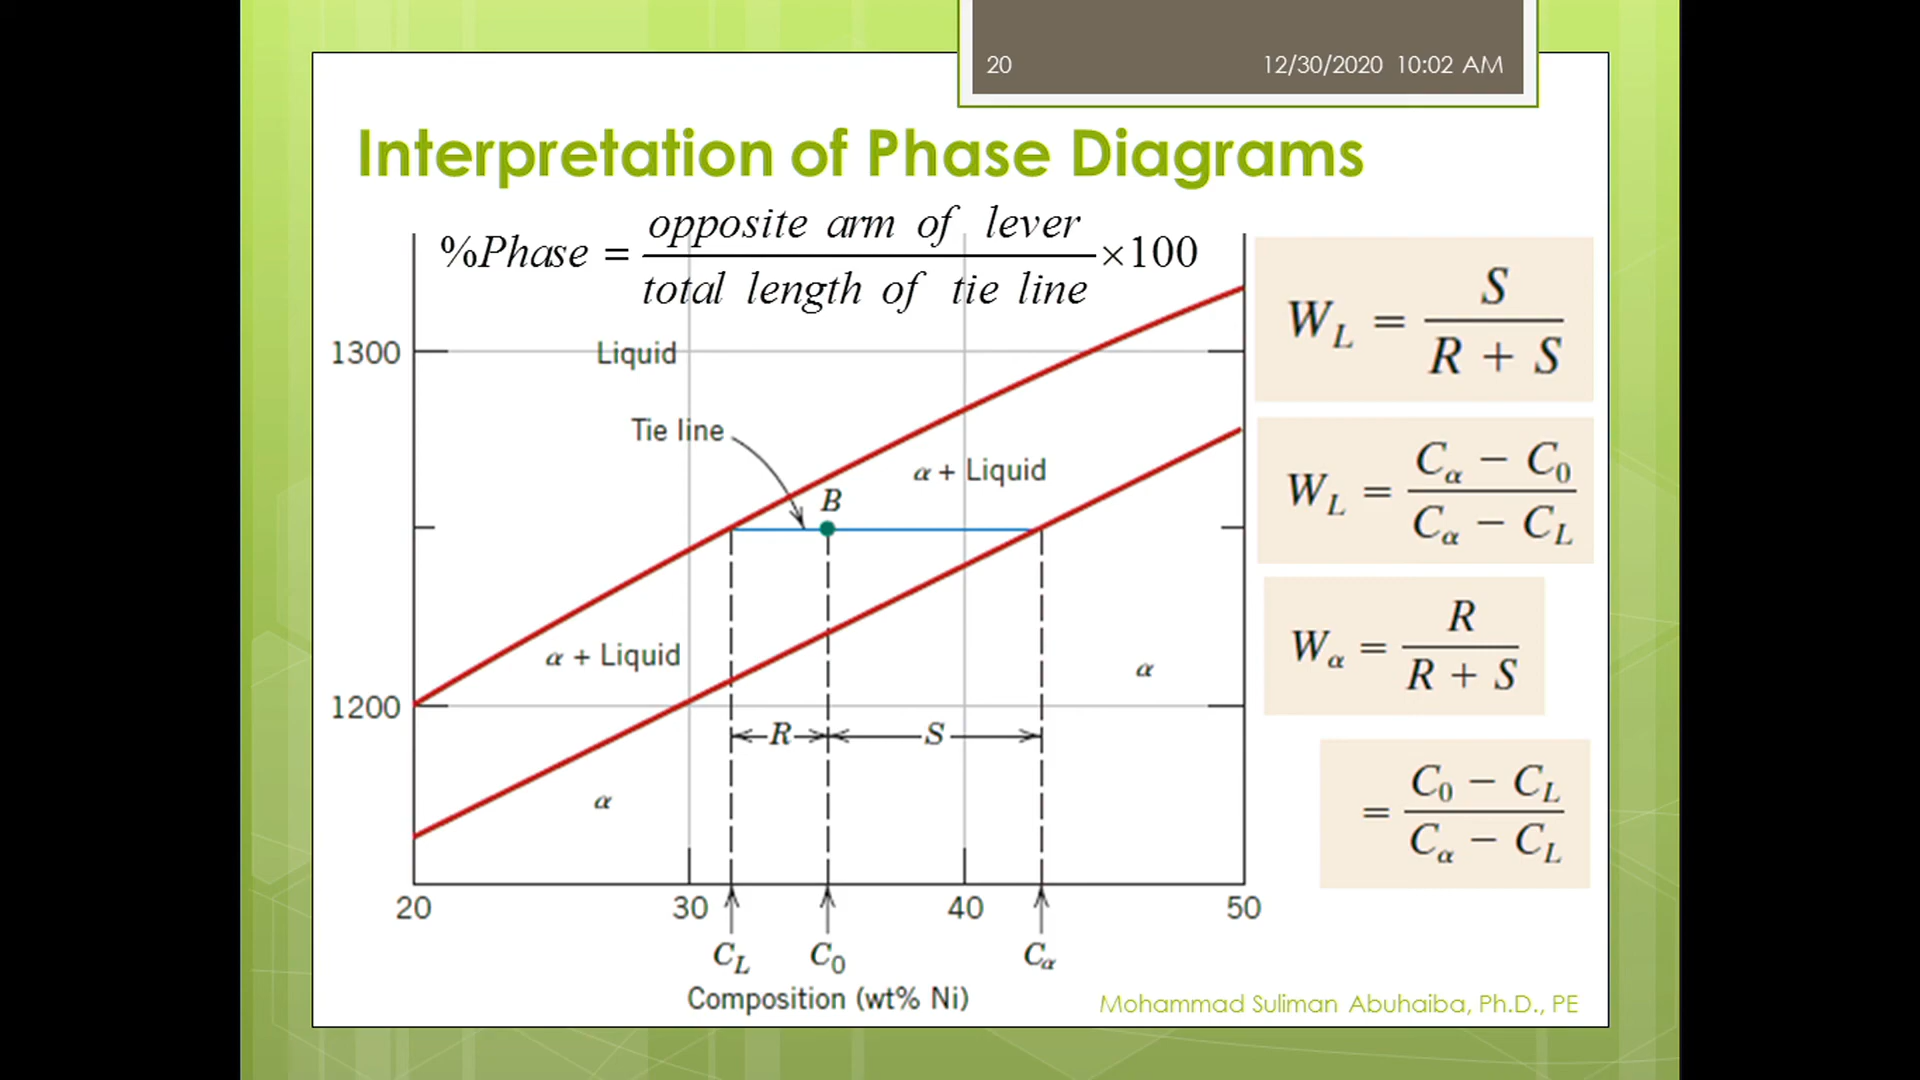 20 12/30/2020 10:02 AM
Interpretation of Phase Diagrams
%Phase = opposite arm of lever / total length of tie line ×100
1300
Liquid
Tie line
B
α + Liquid
α + Liquid
α
1200
R
S
α
20 30 40 50
C_L C_0 C_α
Composition (wt% Ni)
W_L = S / R + S
W_L = C_α − C_0 / C_α − C_L
W_α = R / R + S
= C_0 − C_L / C_α − C_L
Mohammad Suliman Abuhaiba, Ph.D., PE